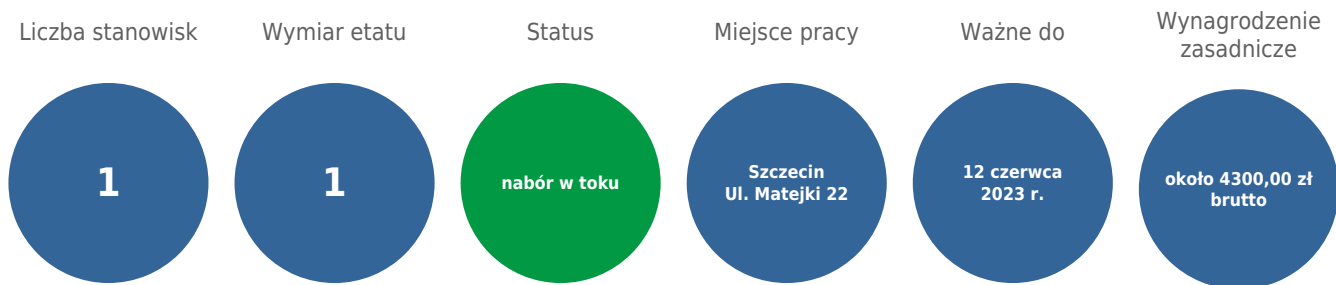 Liczba stanowisk
1
Wymiar etatu
1
Status
nabór w toku
Miejsce pracy
Szczecin
Ul. Matejki 22
Ważne do
12 czerwca
2023 r.
Wynagrodzenie
zasadnicze
około 4300,00 zł
brutto